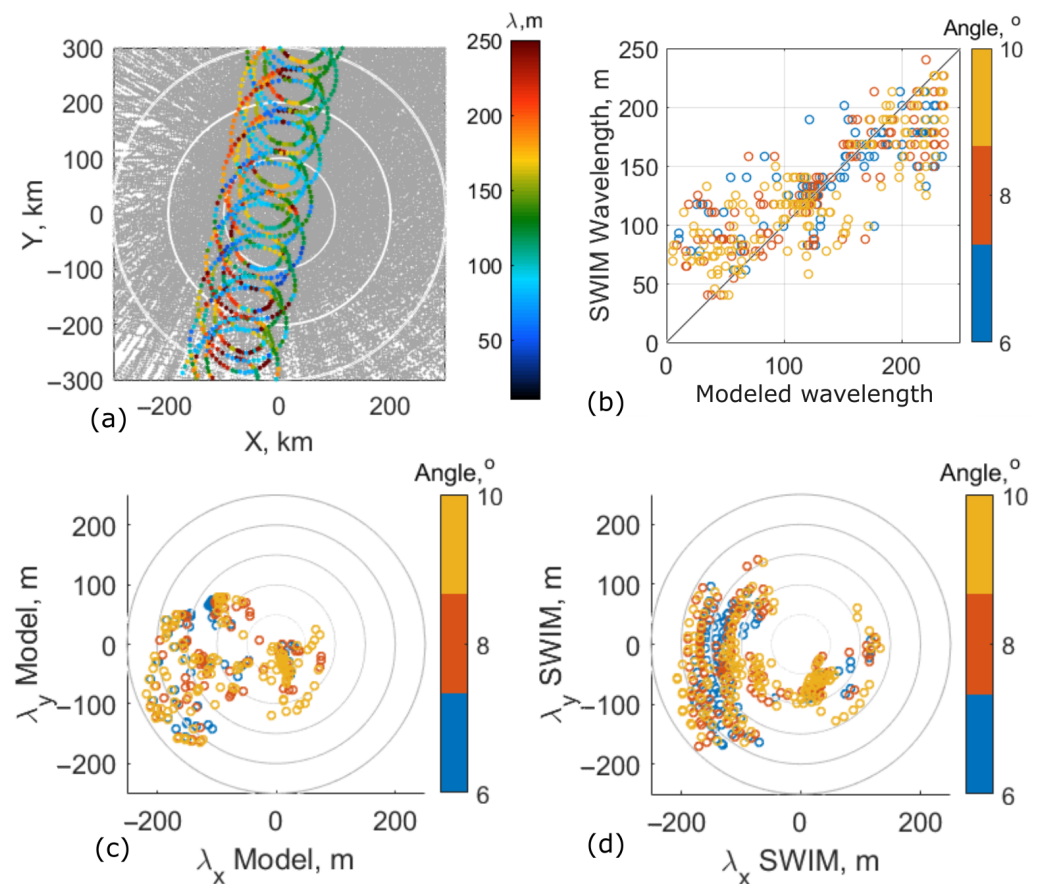 λ,m
300
200
100
0
−100
−200
−300
Y, km
−200 0 200
X, km
(a)
250
200
150
100
50
Angle, o
250
200
150
100
50
0
SWIM Wavelength, m
0 100 200
Modeled wavelength
(b)
10
8
6
Angle, o
200
100
0
−100
−200
λy Model, m
−200 0 200
λx Model, m
(c)
10
8
6
Angle, o
200
100
0
−100
−200
λy SWIM, m
−200 0 200
λx SWIM, m
(d)
10
8
6